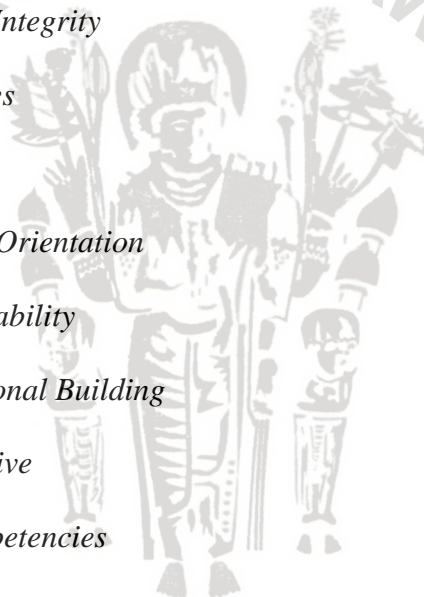 Integrity
es
Orientation
ability
onal Building
ive
petencies